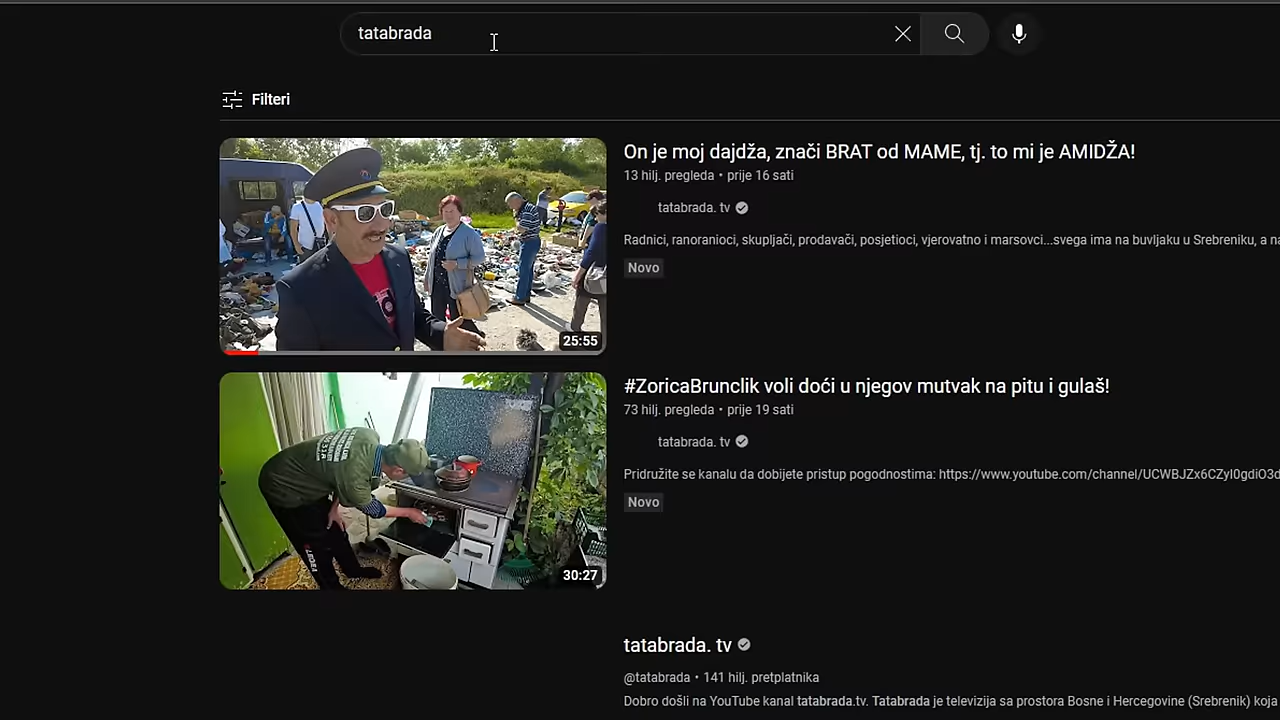 tatabrada
Filteri
On je moj dajdža, znači BRAT od MAME, tj. to mi je AMIDŽA!
13 hilj. pregleda • prije 16 sati
tatabrada. tv
Radnici, ranoranioci, skupljači, prodavači, posjetioci, vjerovatno i marsovci...svega ima na buvljaku u Srebreniku, a na
Novo
25:55
#ZoricaBrunclik voli doći u njegov mutvak na pitu i gulaš!
73 hilj. pregleda • prije 19 sati
tatabrada. tv
Pridružite se kanalu da dobijete pristup pogodnostima: https://www.youtube.com/channel/UCWBJZx6CZyI0gdiO3d
Novo
30:27
tatabrada. tv
@tatabrada • 141 hilj. pretplatnika
Dobro došli na YouTube kanal tatabrada.tv. Tatabrada je televizija sa prostora Bosne i Hercegovine (Srebrenik) koja